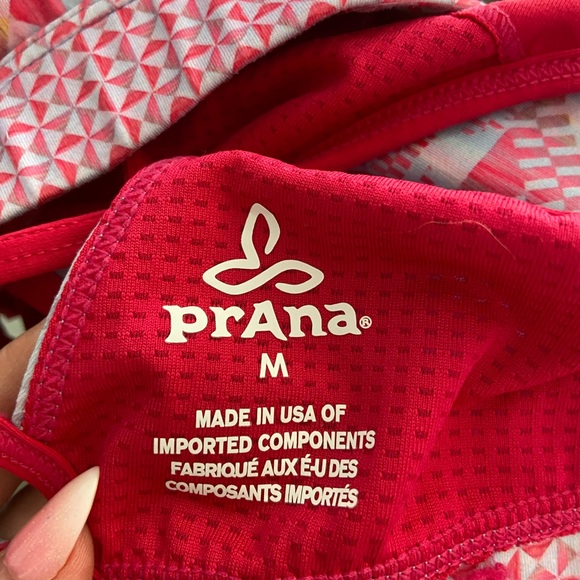 prAna®
M
MADE IN USA OF
IMPORTED COMPONENTS
FABRIQUÉ AUX É-U DES
COMPOSANTS IMPORTÉS